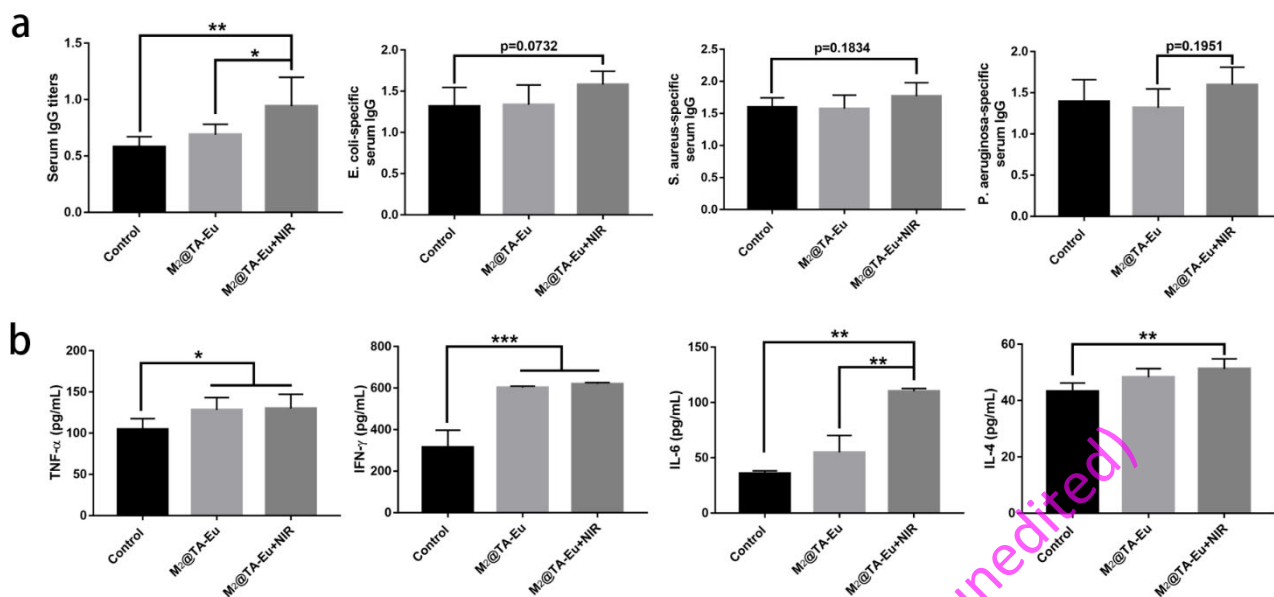 a
Serum IgG titers
1.5
1.0
0.5
0.0
**
*
Control
M2@TA-Eu
M2@TA-Eu+NIR
E. coli-specific
serum IgG
2.0
1.5
1.0
0.5
0.0
p=0.0732
Control
M2@TA-Eu
M2@TA-Eu+NIR
S. aureus-specific
serum IgG
2.5
2.0
1.5
1.0
0.5
0.0
p=0.1834
Control
M2@TA-Eu
M2@TA-Eu+NIR
P. aeruginosa-specific
serum IgG
2.0
1.5
1.0
0.5
0.0
p=0.1951
Control
M2@TA-Eu
M2@TA-Eu+NIR
b
TNF-α (pg/mL)
200
150
100
50
0
*
Control
M2@TA-Eu
M2@TA-Eu+NIR
IFN-γ (pg/mL)
800
600
400
200
0
***
Control
M2@TA-Eu
M2@TA-Eu+NIR
IL-6 (pg/mL)
150
100
50
0
**
**
Control
M2@TA-Eu
M2@TA-Eu+NIR
IL-4 (pg/mL)
60
40
20
0
**
Control
M2@TA-Eu
M2@TA-Eu+NIR
nedited)